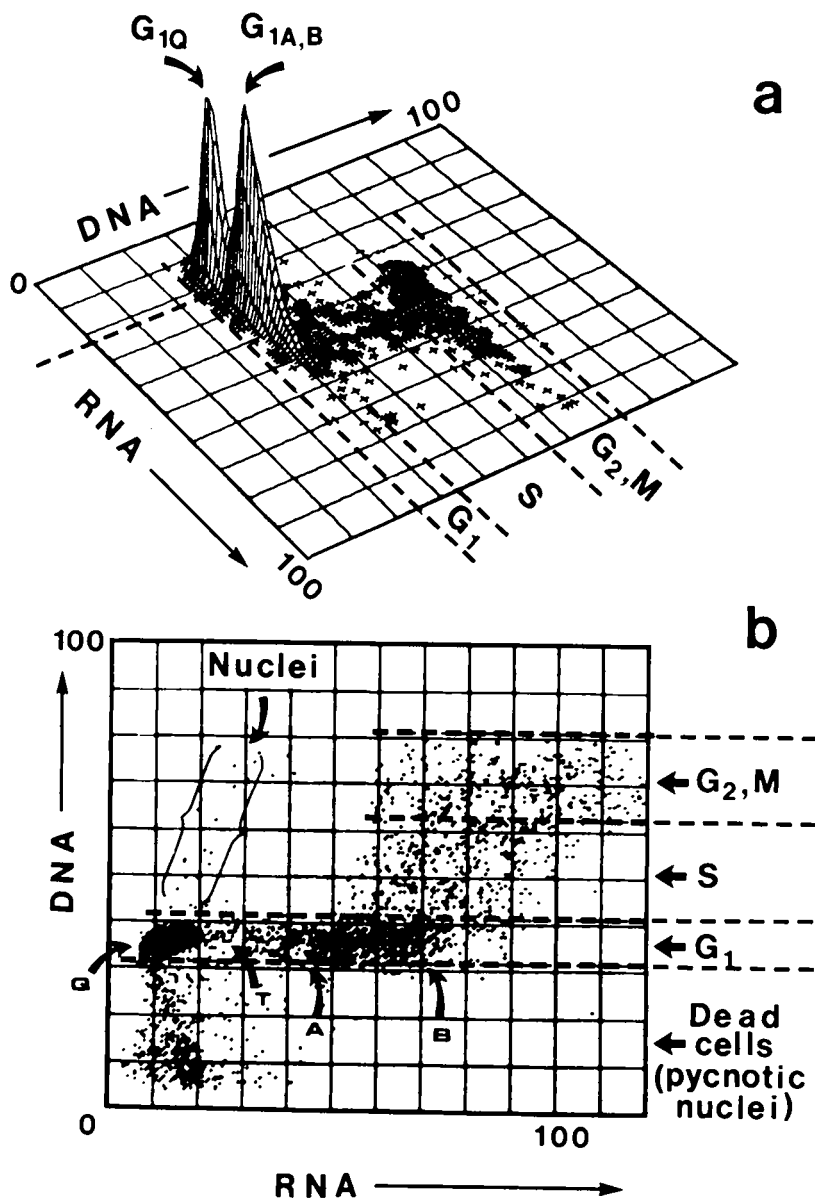 G1Q
G1A,B
a
100
DNA
0
RNA
100
G1
S
G2,M
b
100
Nuclei
DNA
G2,M
S
G1
Q
T
A
B
Dead
cells
(pycnotic
nuclei)
0
100
RNA